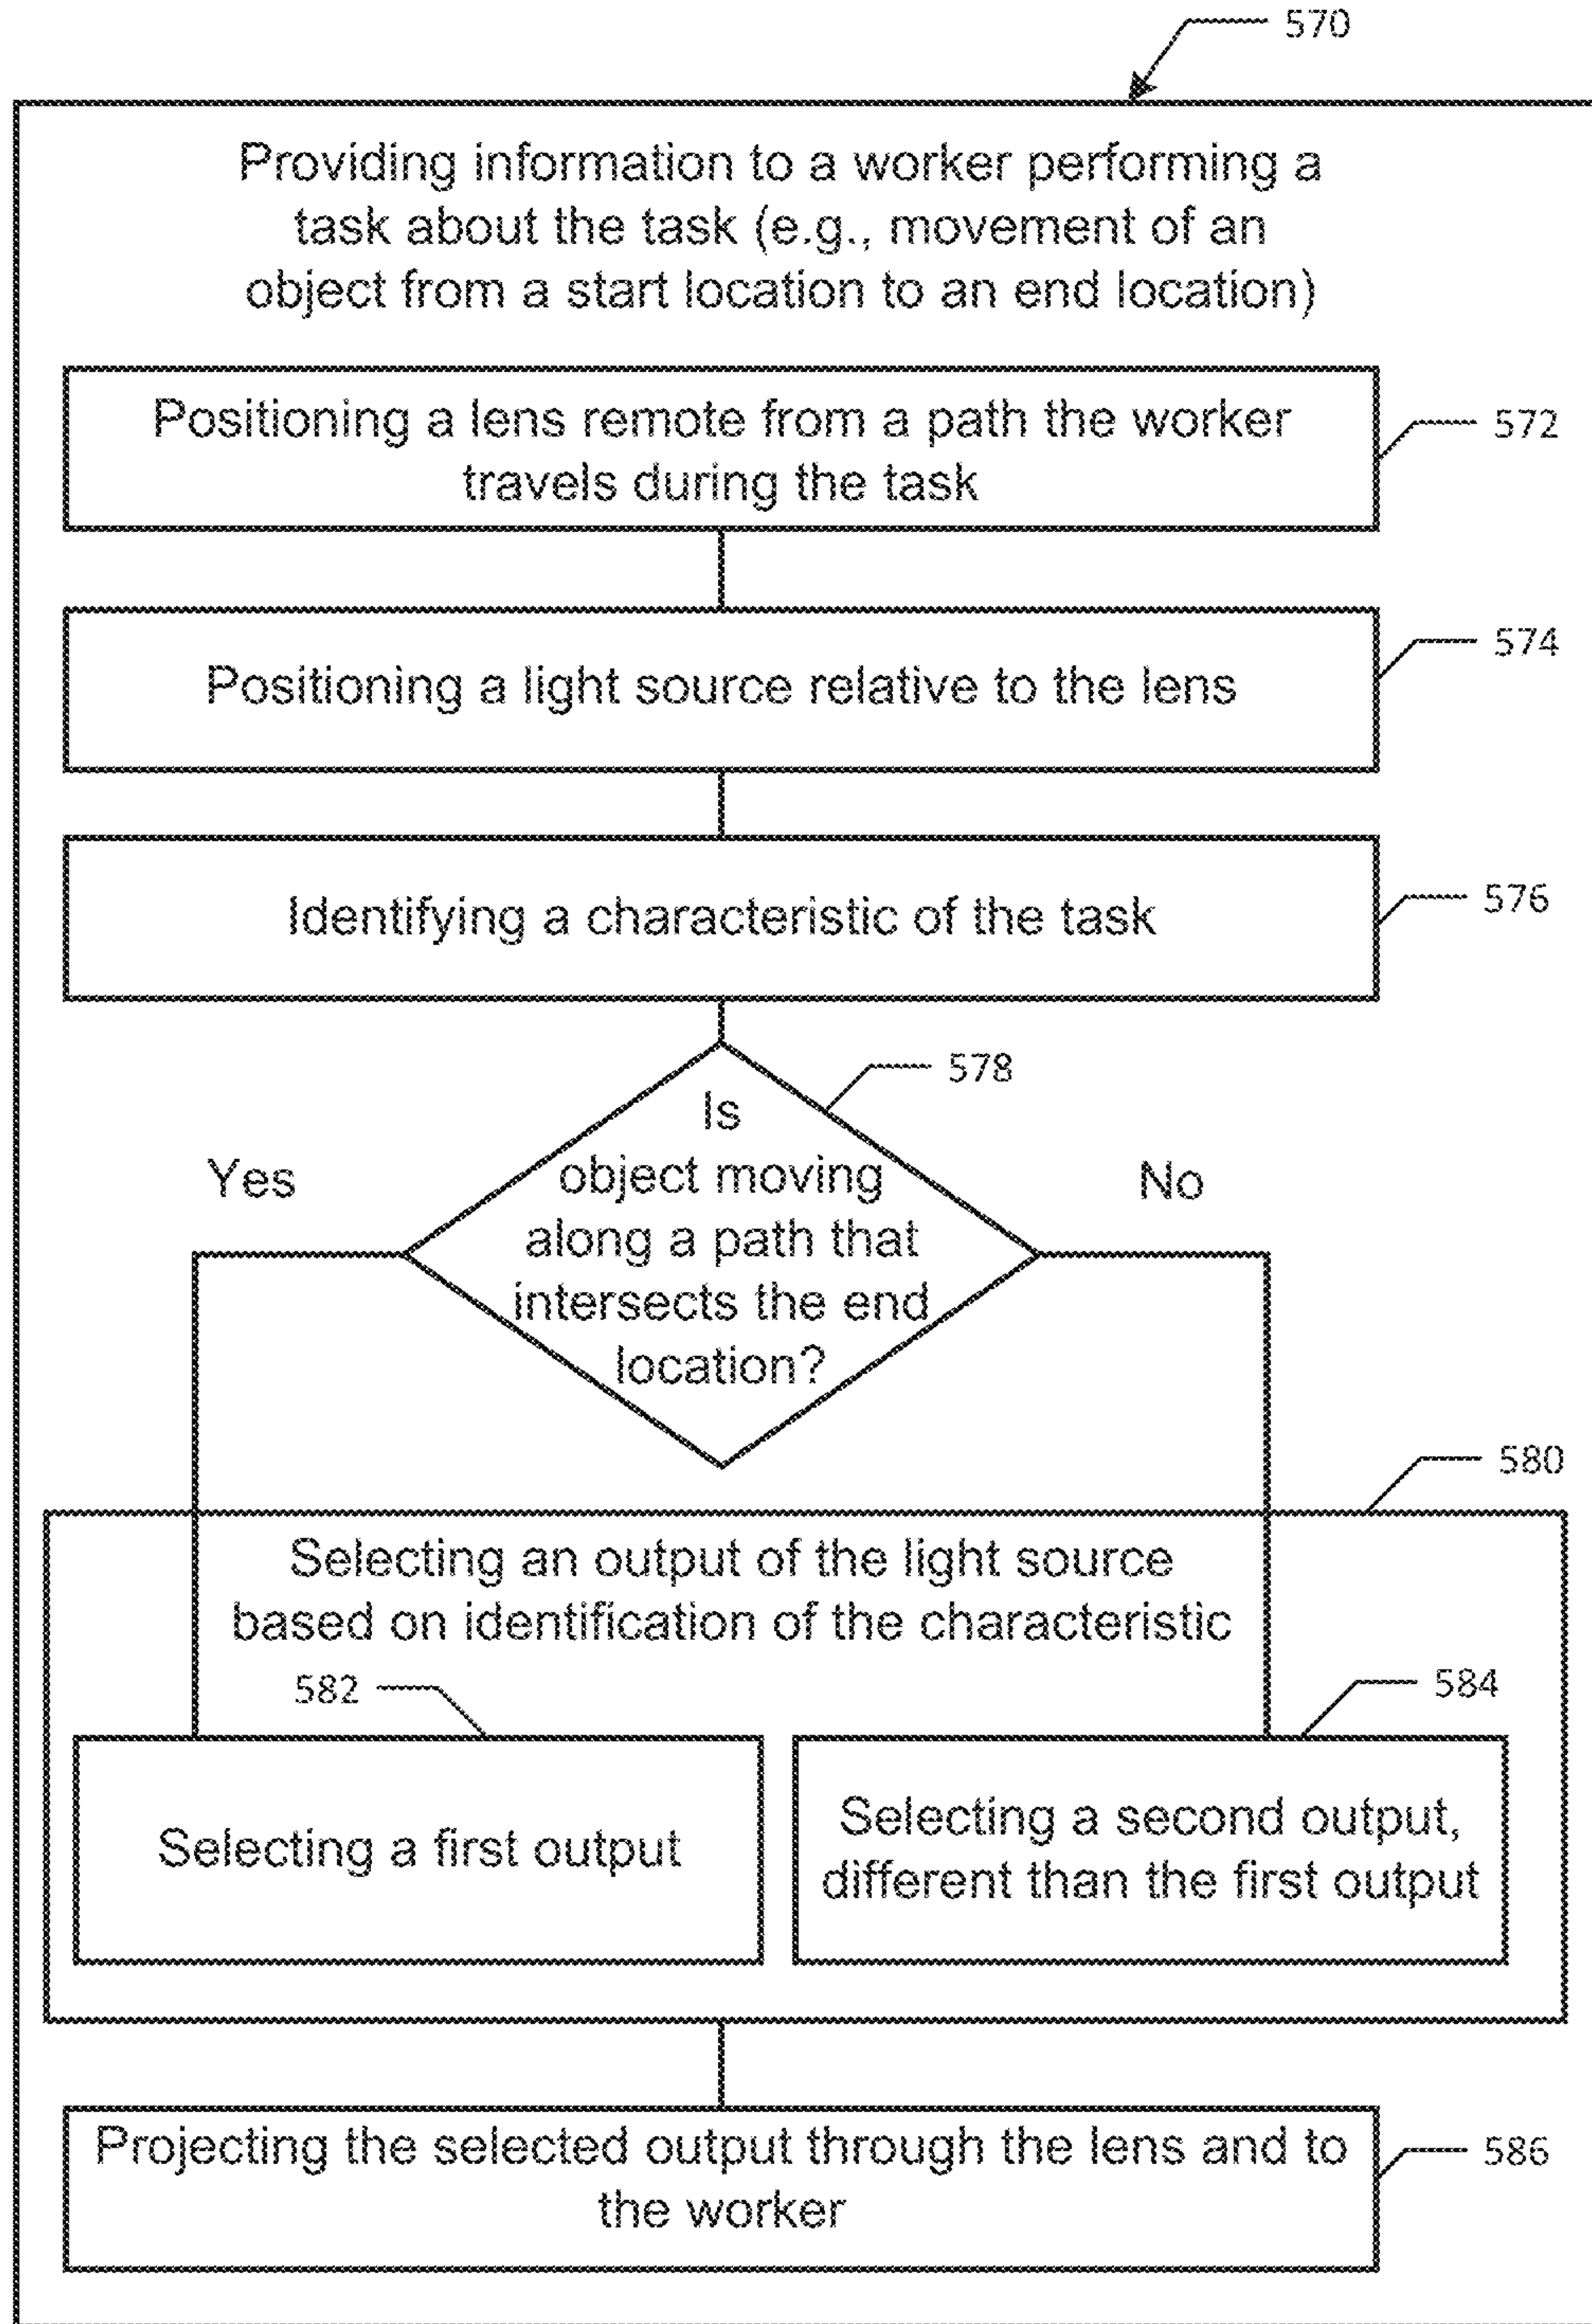 570
Providing information to a worker performing a
task about the task (e.g., movement of an
object from a start location to an end location)
Positioning a lens remote from a path the worker
travels during the task
572
Positioning a light source relative to the lens
574
Identifying a characteristic of the task
576
578
Is
object moving
along a path that
intersects the end
location?
Yes
No
580
Selecting an output of the light source
based on identification of the characteristic
582
584
Selecting a first output
Selecting a second output,
different than the first output
Projecting the selected output through the lens and to
the worker
586